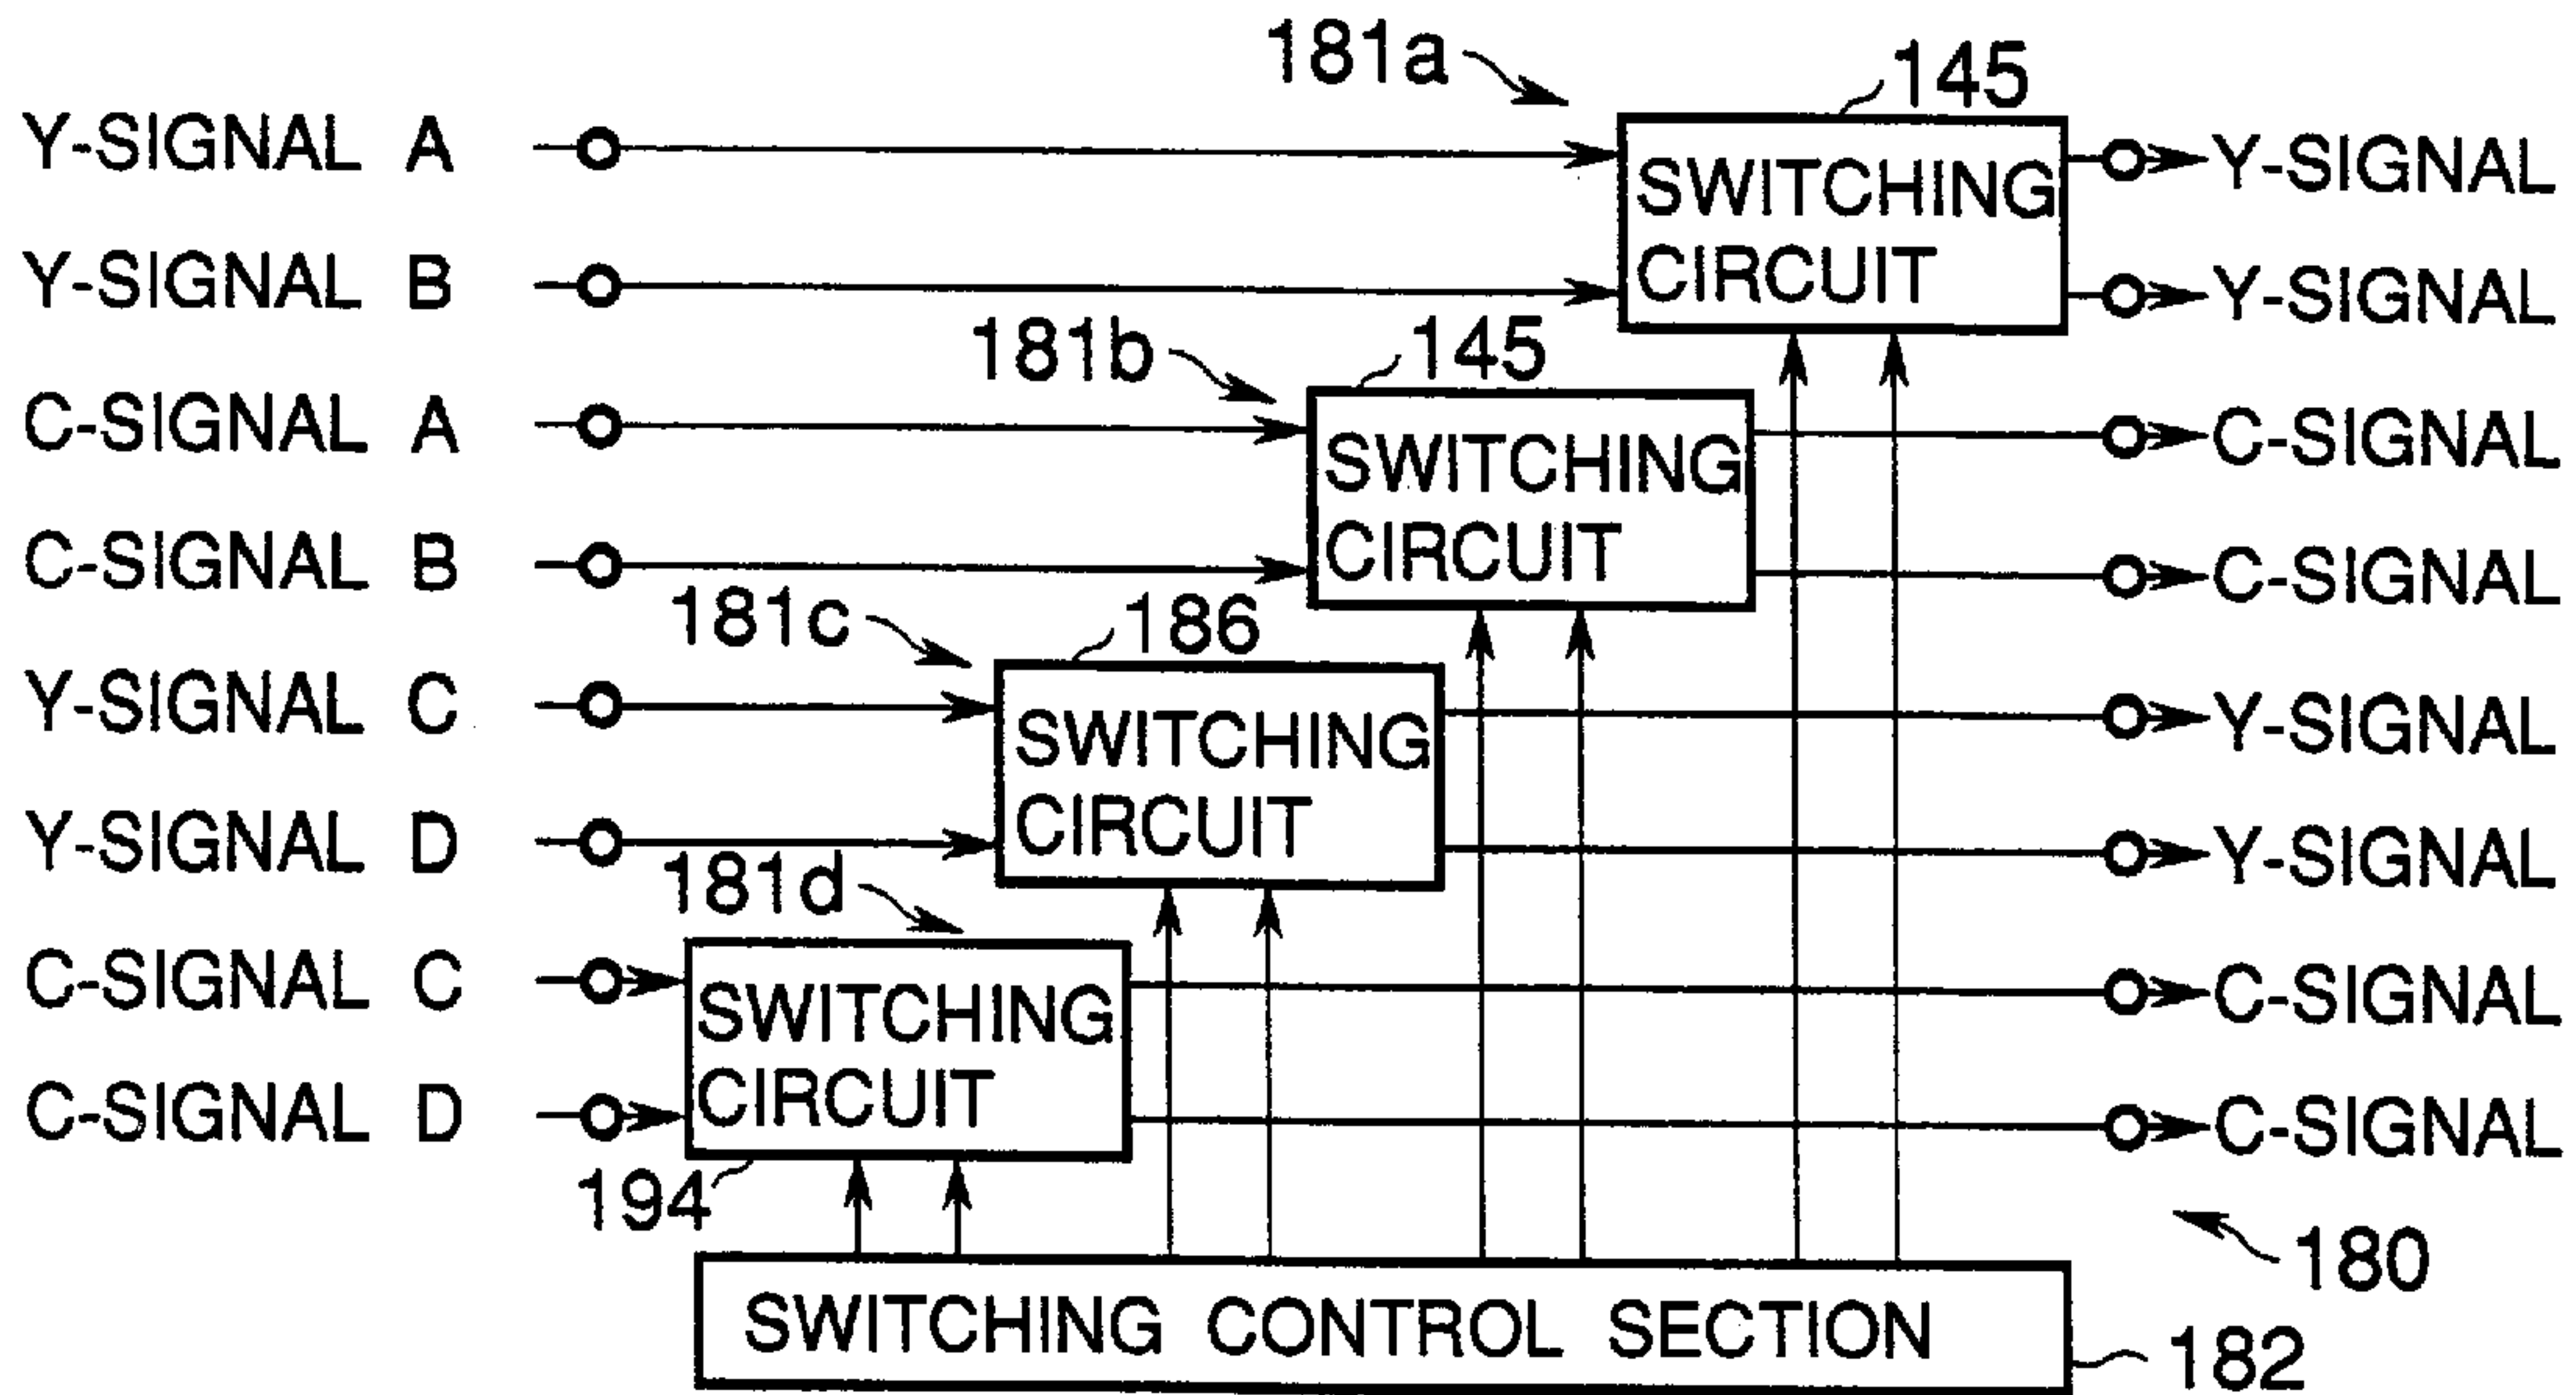 181a
145
Y-SIGNAL A
SWITCHING
CIRCUIT
Y-SIGNAL
Y-SIGNAL B
Y-SIGNAL
181b
145
C-SIGNAL A
SWITCHING
CIRCUIT
C-SIGNAL
C-SIGNAL B
C-SIGNAL
181c
186
Y-SIGNAL C
SWITCHING
CIRCUIT
Y-SIGNAL
Y-SIGNAL D
Y-SIGNAL
181d
C-SIGNAL C
SWITCHING
CIRCUIT
C-SIGNAL
C-SIGNAL D
C-SIGNAL
194
180
SWITCHING CONTROL SECTION
182